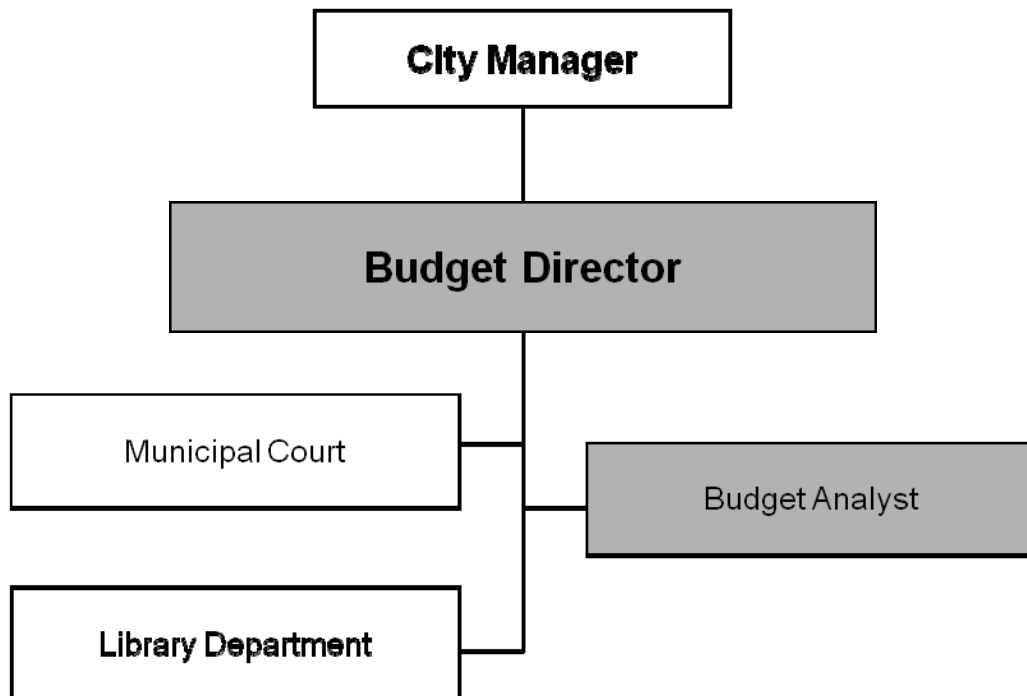 CIty Manager
Budget Director
Municipal Court
Budget Analyst
Library Department